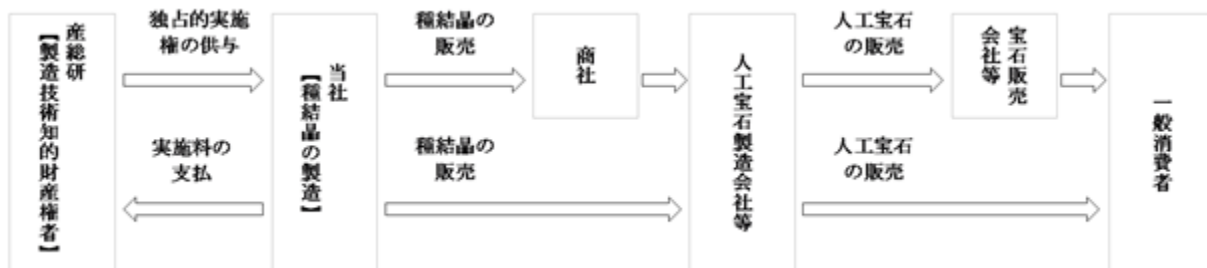 産総研
【製造技術知的財産権者】
独占的実施
権の供与
実施料の
支払
当社
【種結晶の製造】
種結晶の
販売
種結晶の
販売
商社
人工宝石製造会社等
人工宝石
の販売
人工宝石
の販売
宝石販売
会社等
一般消費者